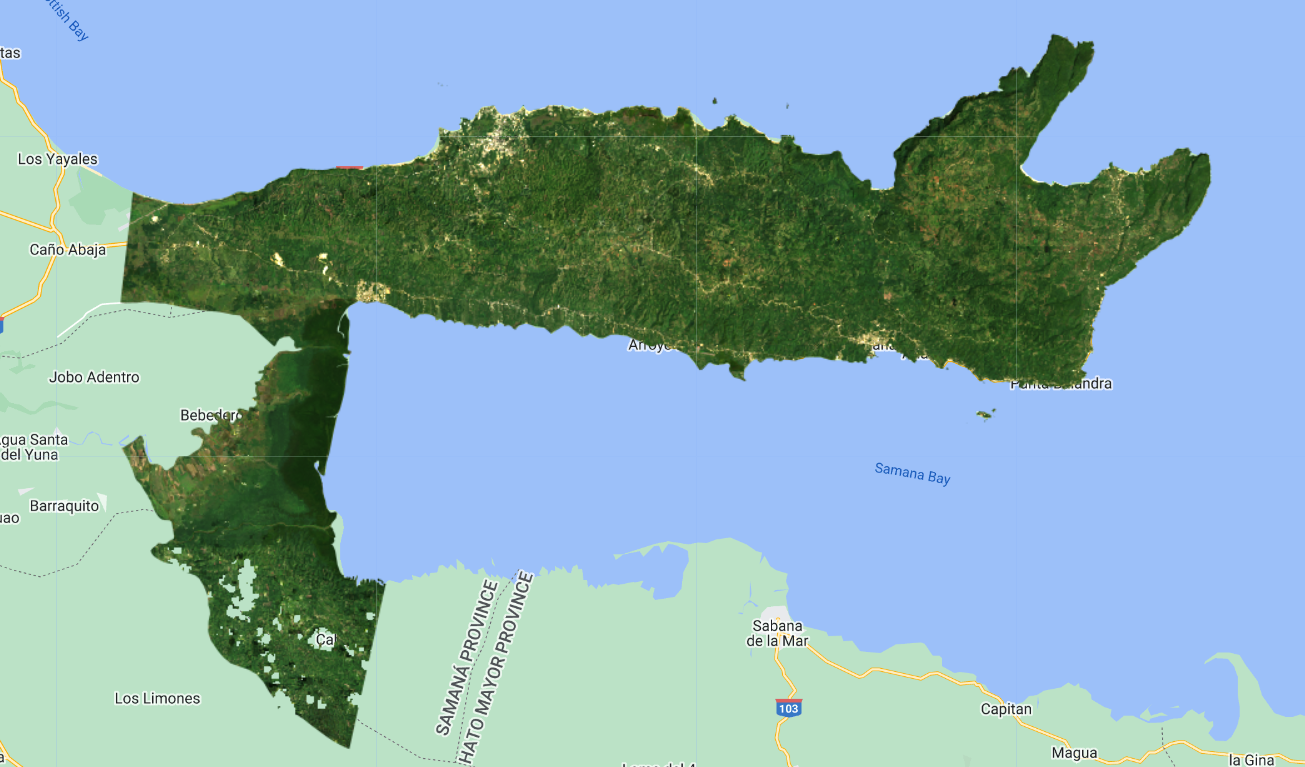 ttish Bay
tas
Los Yayales
Caño Abaja
Jobo Adentro
Bebedero
gua Santa
del Yuna
Barraquito
uao
Arroyo
Punta Balandra
Samana Bay
SAMANÁ PROVINCE
HATO MAYOR PROVINCE
Sabana
de la Mar
Cal
Los Limones
103
Capitan
Magua
la Gina